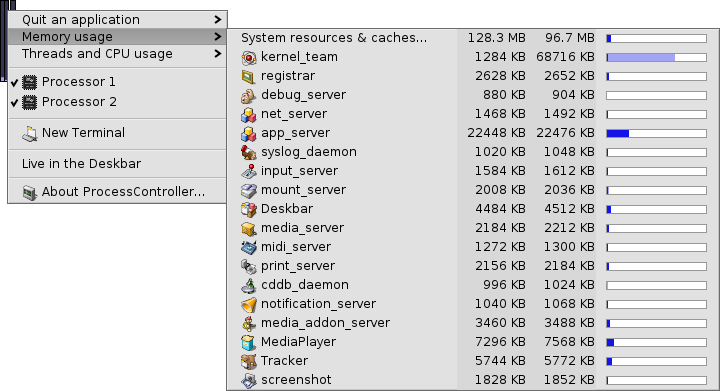 Quit an application
Memory usage
Threads and CPU usage
Processor 1
Processor 2
New Terminal
Live in the Deskbar
About ProcessController...
System resources & caches... 128.3 MB 96.7 MB
kernel_team 1284 KB 68716 KB
registrar 2628 KB 2652 KB
debug_server 880 KB 904 KB
net_server 1468 KB 1492 KB
app_server 22448 KB 22476 KB
syslog_daemon 1020 KB 1048 KB
input_server 1584 KB 1612 KB
mount_server 2008 KB 2036 KB
Deskbar 4484 KB 4512 KB
media_server 2184 KB 2212 KB
midi_server 1272 KB 1300 KB
print_server 2156 KB 2184 KB
cddb_daemon 996 KB 1024 KB
notification_server 1040 KB 1068 KB
media_addon_server 3460 KB 3488 KB
MediaPlayer 7296 KB 7568 KB
Tracker 5744 KB 5772 KB
screenshot 1828 KB 1852 KB